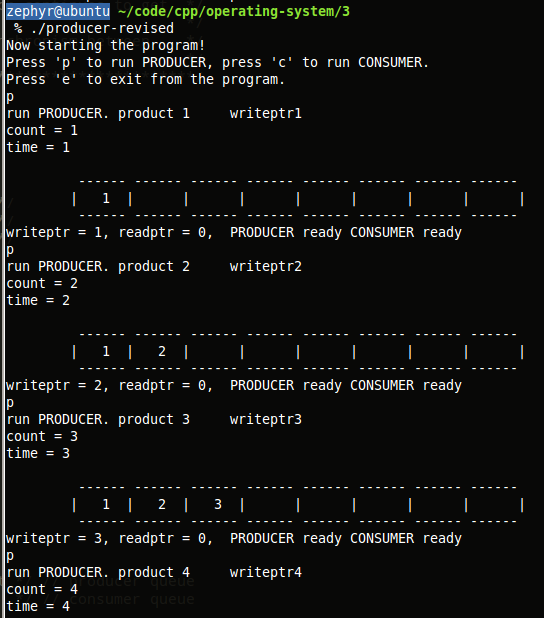 zephyr@ubuntu ~/code/cpp/operating-system/3
% ./producer-revised
Now starting the program!
Press 'p' to run PRODUCER, press 'c' to run CONSUMER.
Press 'e' to exit from the program.
p
run PRODUCER. product 1     writeptr1
count = 1
time = 1
------ ------ ------ ------ ------ ------ ------ ------
|   1  |      |      |      |      |      |      |      |
------ ------ ------ ------ ------ ------ ------ ------
writeptr = 1, readptr = 0,  PRODUCER ready CONSUMER ready
p
run PRODUCER. product 2     writeptr2
count = 2
time = 2
------ ------ ------ ------ ------ ------ ------ ------
|   1  |   2  |      |      |      |      |      |      |
------ ------ ------ ------ ------ ------ ------ ------
writeptr = 2, readptr = 0,  PRODUCER ready CONSUMER ready
p
run PRODUCER. product 3     writeptr3
count = 3
time = 3
------ ------ ------ ------ ------ ------ ------ ------
|   1  |   2  |   3  |      |      |      |      |      |
------ ------ ------ ------ ------ ------ ------ ------
writeptr = 3, readptr = 0,  PRODUCER ready CONSUMER ready
p
run PRODUCER. product 4     writeptr4
count = 4
time = 4
// consumer queue